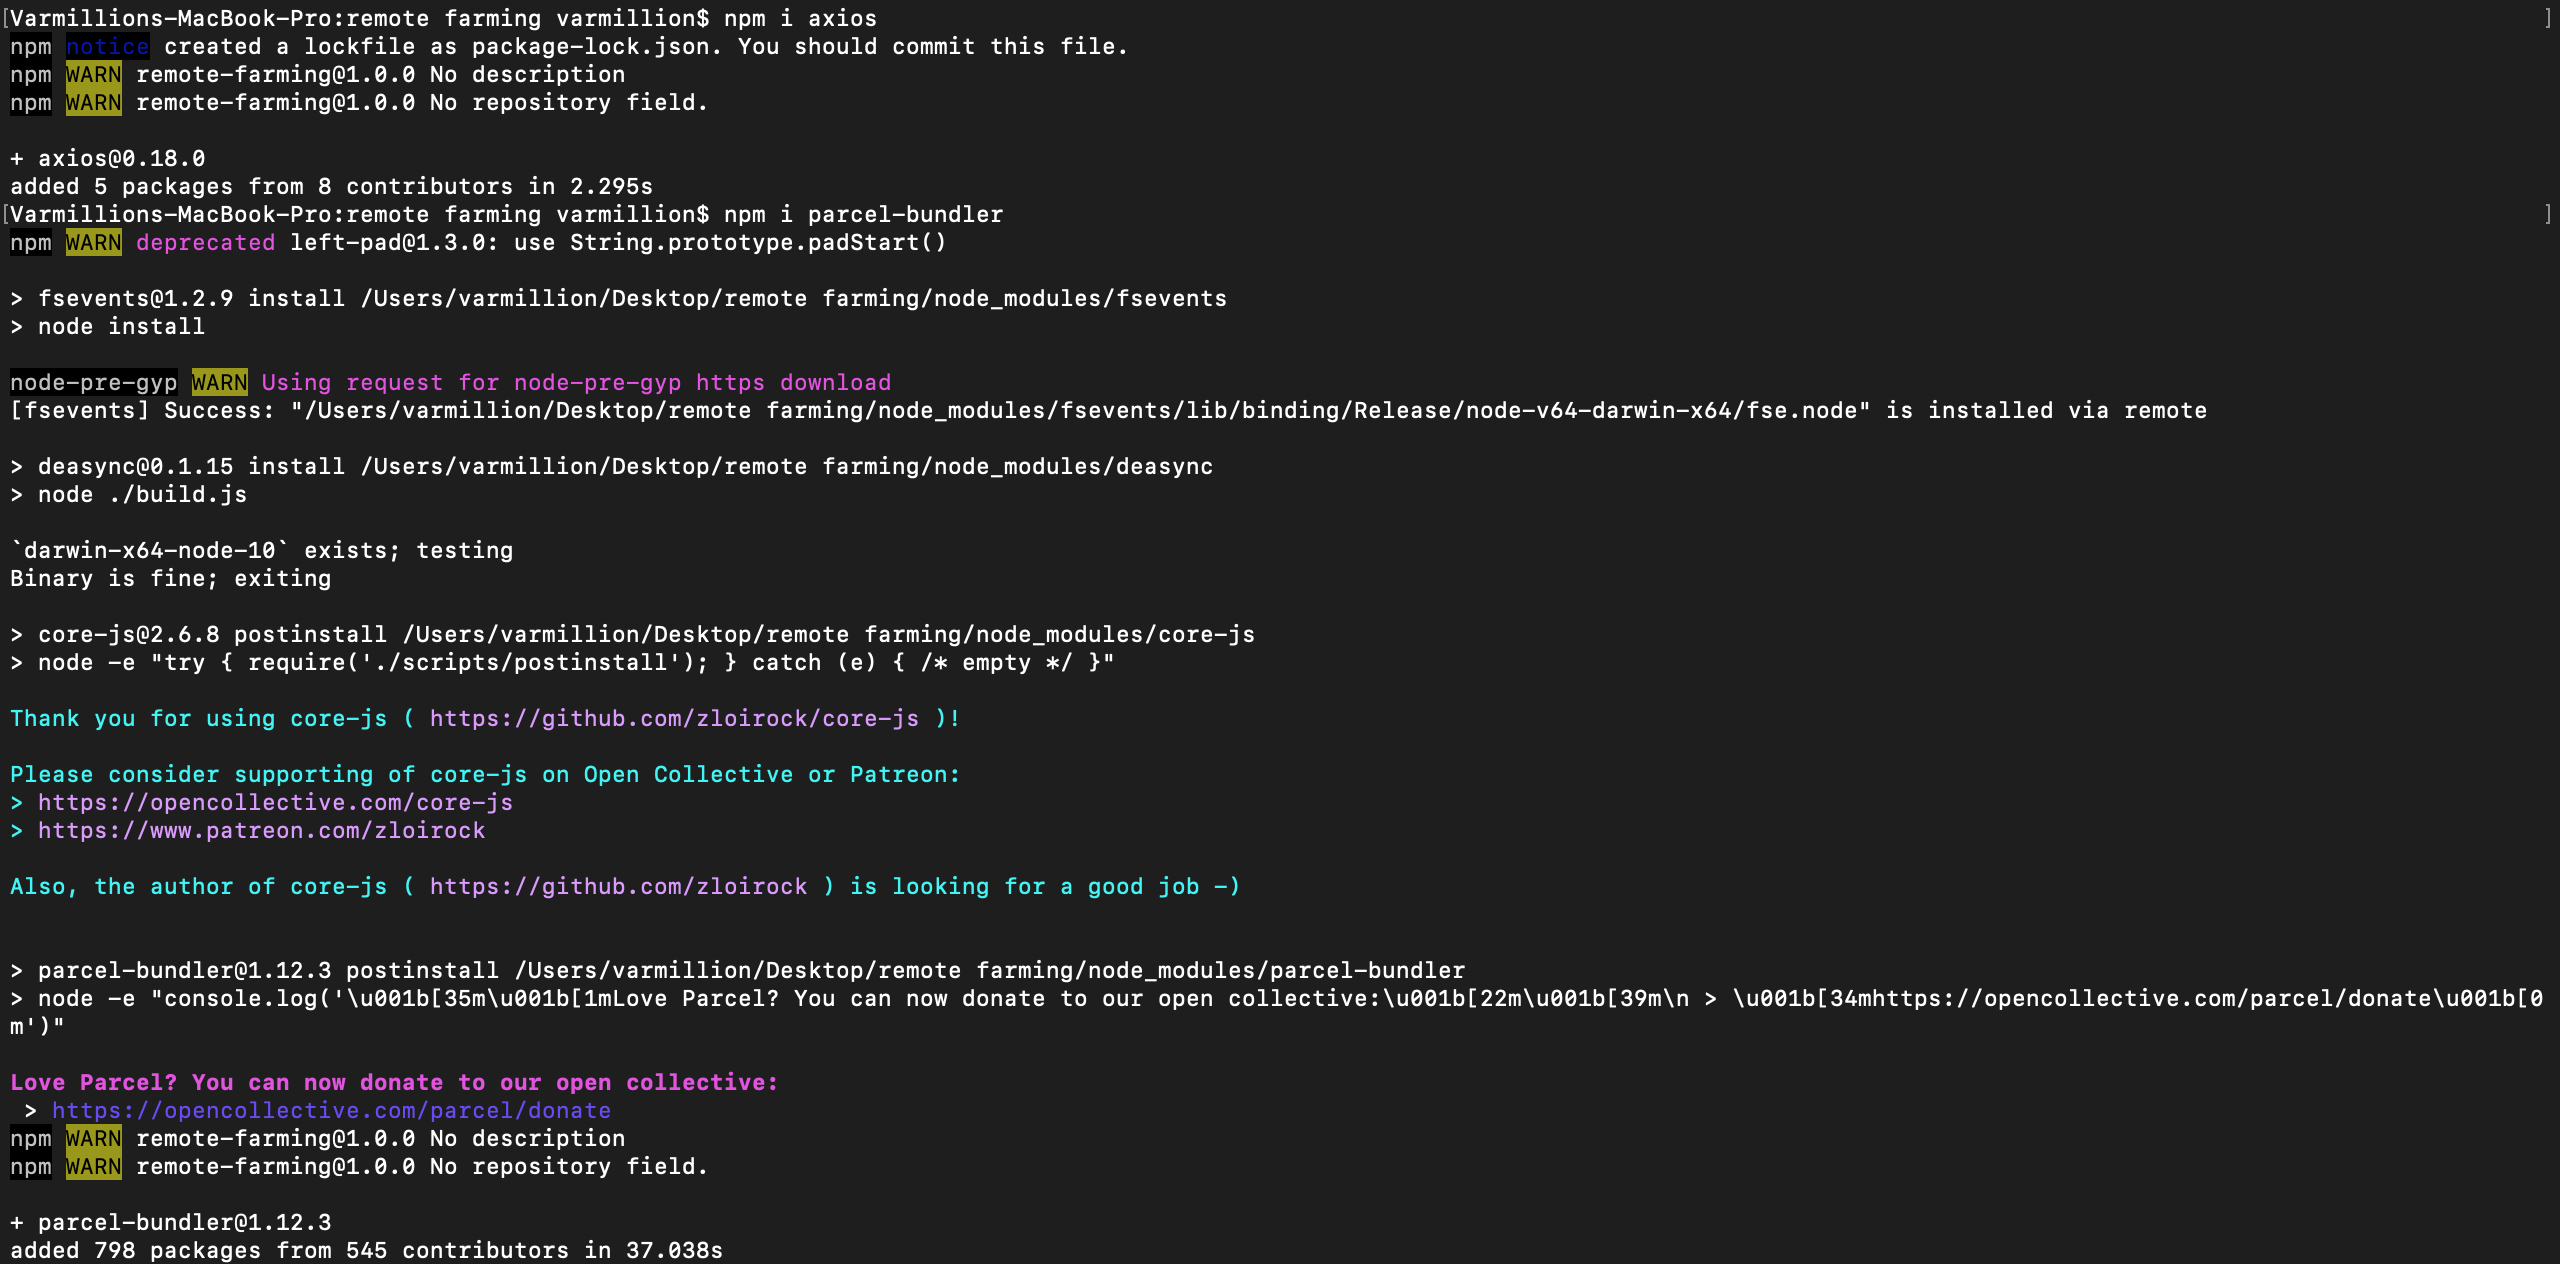 [Varmillions-MacBook-Pro:remote farming varmillion$ npm i axios ]
npm notice created a lockfile as package-lock.json. You should commit this file.
npm WARN remote-farming@1.0.0 No description
npm WARN remote-farming@1.0.0 No repository field.
+ axios@0.18.0
added 5 packages from 8 contributors in 2.295s
[Varmillions-MacBook-Pro:remote farming varmillion$ npm i parcel-bundler ]
npm WARN deprecated left-pad@1.3.0: use String.prototype.padStart()
> fsevents@1.2.9 install /Users/varmillion/Desktop/remote farming/node_modules/fsevents
> node install
node-pre-gyp WARN Using request for node-pre-gyp https download
[fsevents] Success: "/Users/varmillion/Desktop/remote farming/node_modules/fsevents/lib/binding/Release/node-v64-darwin-x64/fse.node" is installed via remote
> deasync@0.1.15 install /Users/varmillion/Desktop/remote farming/node_modules/deasync
> node ./build.js
`darwin-x64-node-10` exists; testing
Binary is fine; exiting
> core-js@2.6.8 postinstall /Users/varmillion/Desktop/remote farming/node_modules/core-js
> node -e "try { require('./scripts/postinstall'); } catch (e) { /* empty */ }"
Thank you for using core-js ( https://github.com/zloirock/core-js )!
Please consider supporting of core-js on Open Collective or Patreon:
> https://opencollective.com/core-js
> https://www.patreon.com/zloirock
Also, the author of core-js ( https://github.com/zloirock ) is looking for a good job -)
> parcel-bundler@1.12.3 postinstall /Users/varmillion/Desktop/remote farming/node_modules/parcel-bundler
> node -e "console.log('\u001b[35m\u001b[1mLove Parcel? You can now donate to our open collective:\u001b[22m\u001b[39m\n > \u001b[34mhttps://opencollective.com/parcel/donate\u001b[0
m')"
Love Parcel? You can now donate to our open collective:
> https://opencollective.com/parcel/donate
npm WARN remote-farming@1.0.0 No description
npm WARN remote-farming@1.0.0 No repository field.
+ parcel-bundler@1.12.3
added 798 packages from 545 contributors in 37.038s